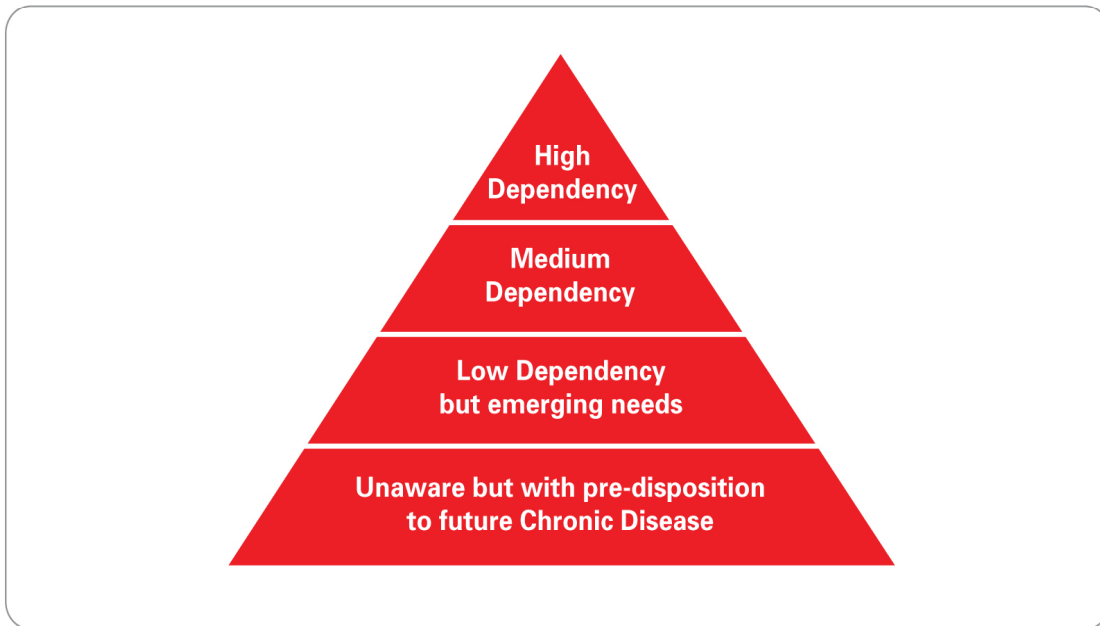 High
Dependency
Medium
Dependency
Low Dependency
but emerging needs
Unaware but with pre-disposition
to future Chronic Disease